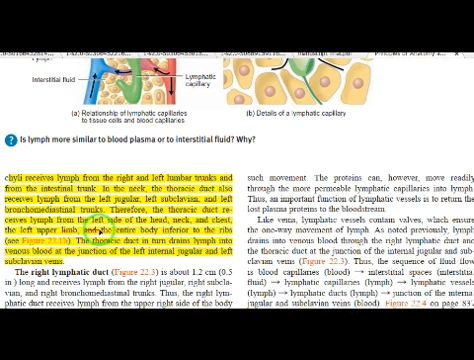 Interstitial fluid
Lymphatic
capillary
(a) Relationship of lymphatic capillaries
to tissue cells and blood capillaries
(b) Details of a lymphatic capillary
? Is lymph more similar to blood plasma or to interstitial fluid? Why?
chyli receives lymph from the right and left lumbar trunks and
from the intestinal trunk. In the neck, the thoracic duct also
receives lymph from the left jugular, left subclavian, and left
bronchomediastinal trunks. Therefore, the thoracic duct re-
ceives lymph from the left side of the head, neck, and chest,
the left upper limb, and entire body inferior to the ribs
(see Figure 22.1b). The thoracic duct in turn drains lymph into
venous blood at the junction of the left internal jugular and left
subclavian veins.
The right lymphatic duct (Figure 22.3) is about 1.2 cm (0.5
in.) long and receives lymph from the right jugular, right subcla-
vian, and right bronchomediastinal trunks. Thus, the right lym-
phatic duct receives lymph from the upper right side of the body
such movement. The proteins can, however, move readily
through the more permeable lymphatic capillaries into lymph.
Thus, an important function of lymphatic vessels is to return the
lost plasma proteins to the bloodstream.
Like veins, lymphatic vessels contain valves, which ensure
the one-way movement of lymph. As noted previously, lymph
drains into venous blood through the right lymphatic duct and
the thoracic duct at the junction of the internal jugular and sub-
clavian veins (Figure 22.3). Thus, the sequence of fluid flow
is blood capillaries (blood) → interstitial spaces (interstitial
fluid) → lymphatic capillaries (lymph) → lymphatic vessels
(lymph) → lymphatic ducts (lymph) → junction of the internal
jugular and subclavian veins (blood). Figure 22.4 on page 837